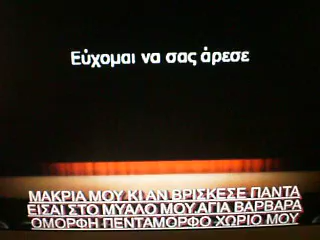 Εύχομαι να σας άρεσε
ΜΑΚΡΙΑ ΜΟΥ ΚΙ ΑΝ ΒΡΙΣΚΕΣΕ ΠΑΝΤΑ
ΕΙΣΑΙ ΣΤΟ ΜΥΑΛΟ ΜΟΥ.ΑΓΙΑ ΒΑΡΒΑΡΑ
ΟΜΟΡΦΗ ΠΕΝΤΑΜΟΡΦΟ ΧΩΡΙΟ ΜΟΥ